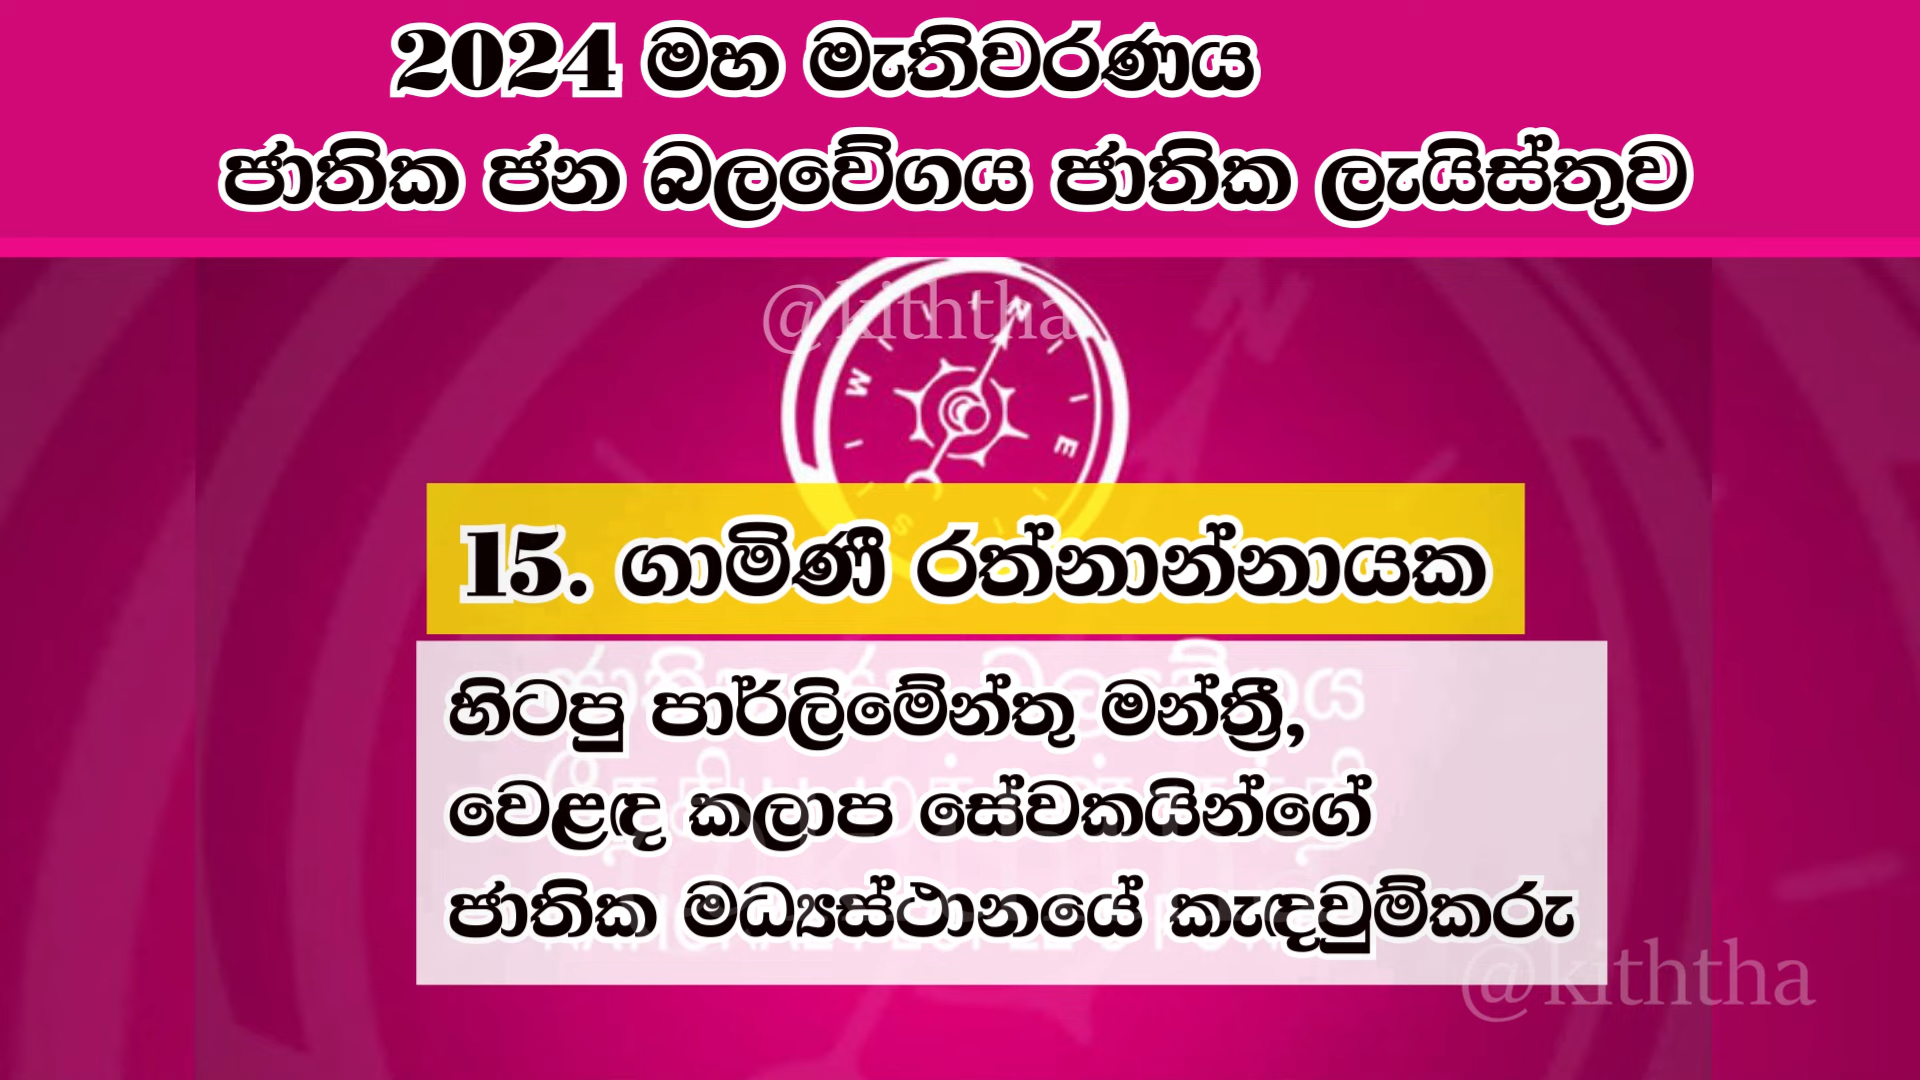 2024 මහ මැතිවරණය
ජාතික ජන බලවේගය ජාතික ලැයිස්තුව
@kiththa
N
W
E
S
15. ගාමිණී රත්නාන්නායක
හිටපු පාර්ලිමේන්තු මන්ත්‍රී,
වෙළඳ කලාප සේවකයින්ගේ
ජාතික මධ්‍යස්ථානයේ කැඳවුම්කරු
@kiththa